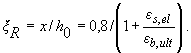 ξ_R = x/h_0 = 0,8/(1 + ε_{s,el}/ε_{b,ult}).